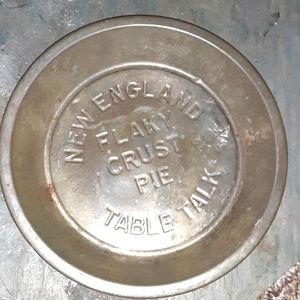 NEW ENGLAND
FLAKY
CRUST
PIE
TABLE TALK